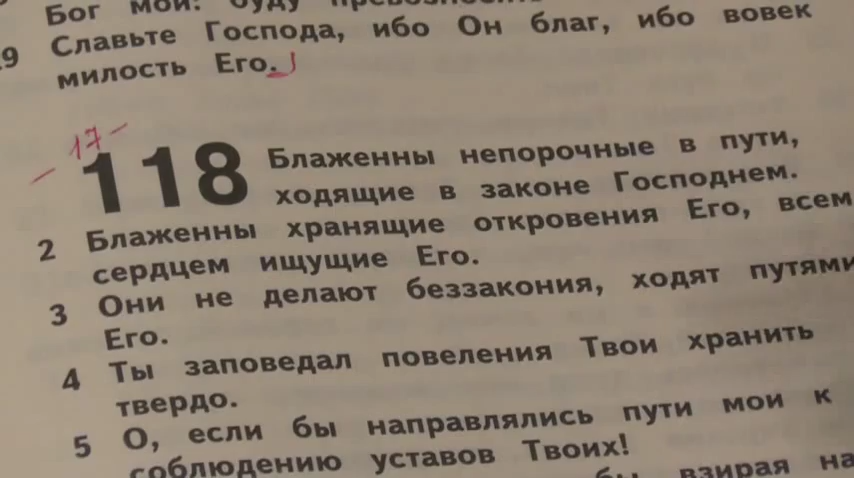 Бог мой: буду
19 Славьте Господа, ибо Он благ, ибо вовек
милость Его.
- 17 -
118 Блаженны непорочные в пути,
ходящие в законе Господнем.
2 Блаженны хранящие откровения Его, всем
сердцем ищущие Его.
3 Они не делают беззакония, ходят путями
Его.
4 Ты заповедал повеления Твои хранить
твердо.
5 О, если бы направлялись пути мои к
соблюдению уставов Твоих!
бы, взирая на